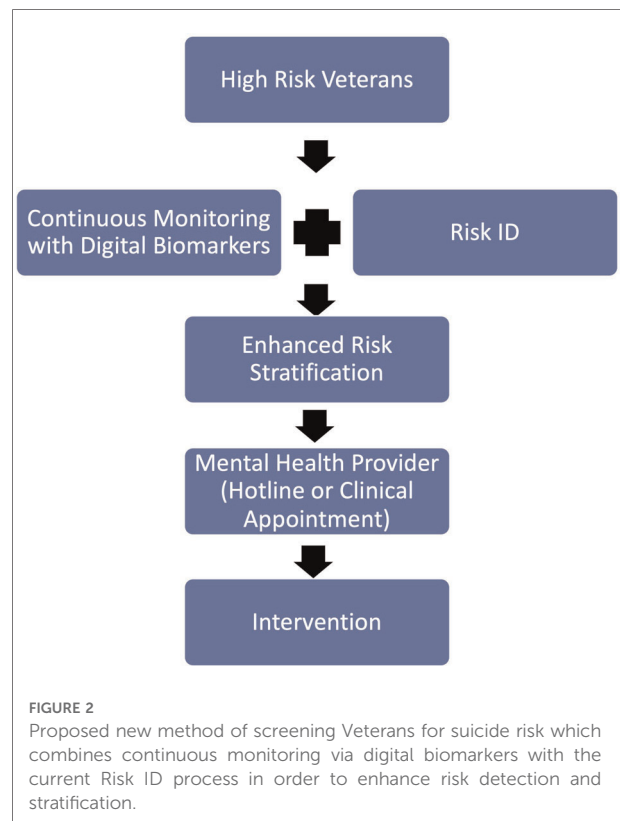 High Risk Veterans
Continuous Monitoring
with Digital Biomarkers
Risk ID
Enhanced Risk
Stratification
Mental Health Provider
(Hotline or Clinical
Appointment)
Intervention
FIGURE 2
Proposed new method of screening Veterans for suicide risk which
combines continuous monitoring via digital biomarkers with the
current Risk ID process in order to enhance risk detection and
stratification.